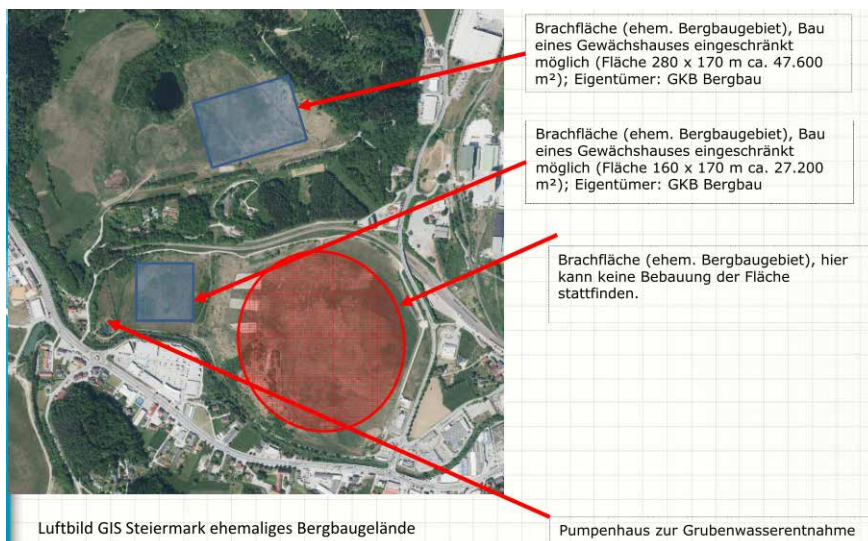 Brachfläche (ehem. Bergbaugebiet), Bau
eines Gewächshauses eingeschränkt
möglich (Fläche 280 x 170 m ca. 47.600
m²); Eigentümer: GKB Bergbau
Brachfläche (ehem. Bergbaugebiet), Bau
eines Gewächshauses eingeschränkt
möglich (Fläche 160 x 170 m ca. 27.200
m²); Eigentümer: GKB Bergbau
Brachfläche (ehem. Bergbaugebiet), hier
kann keine Bebauung der Fläche
stattfinden.
Luftbild GIS Steiermark ehemaliges Bergbaugelände
Pumpenhaus zur Grubenwasserentnahme